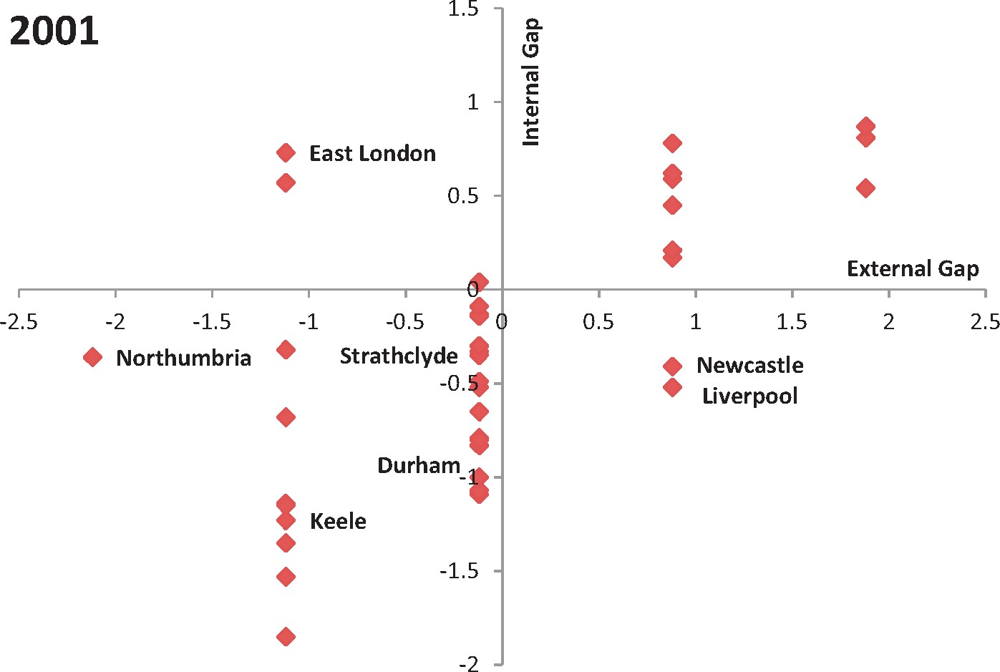 2001
1.5
Internal Gap
1
East London
0.5
External Gap
0
-2.5 -2 -1.5 -1 -0.5 0 0.5 1 1.5 2 2.5
Northumbria
Strathclyde
Newcastle
-0.5
Liverpool
Durham
-1
Keele
-1.5
-2